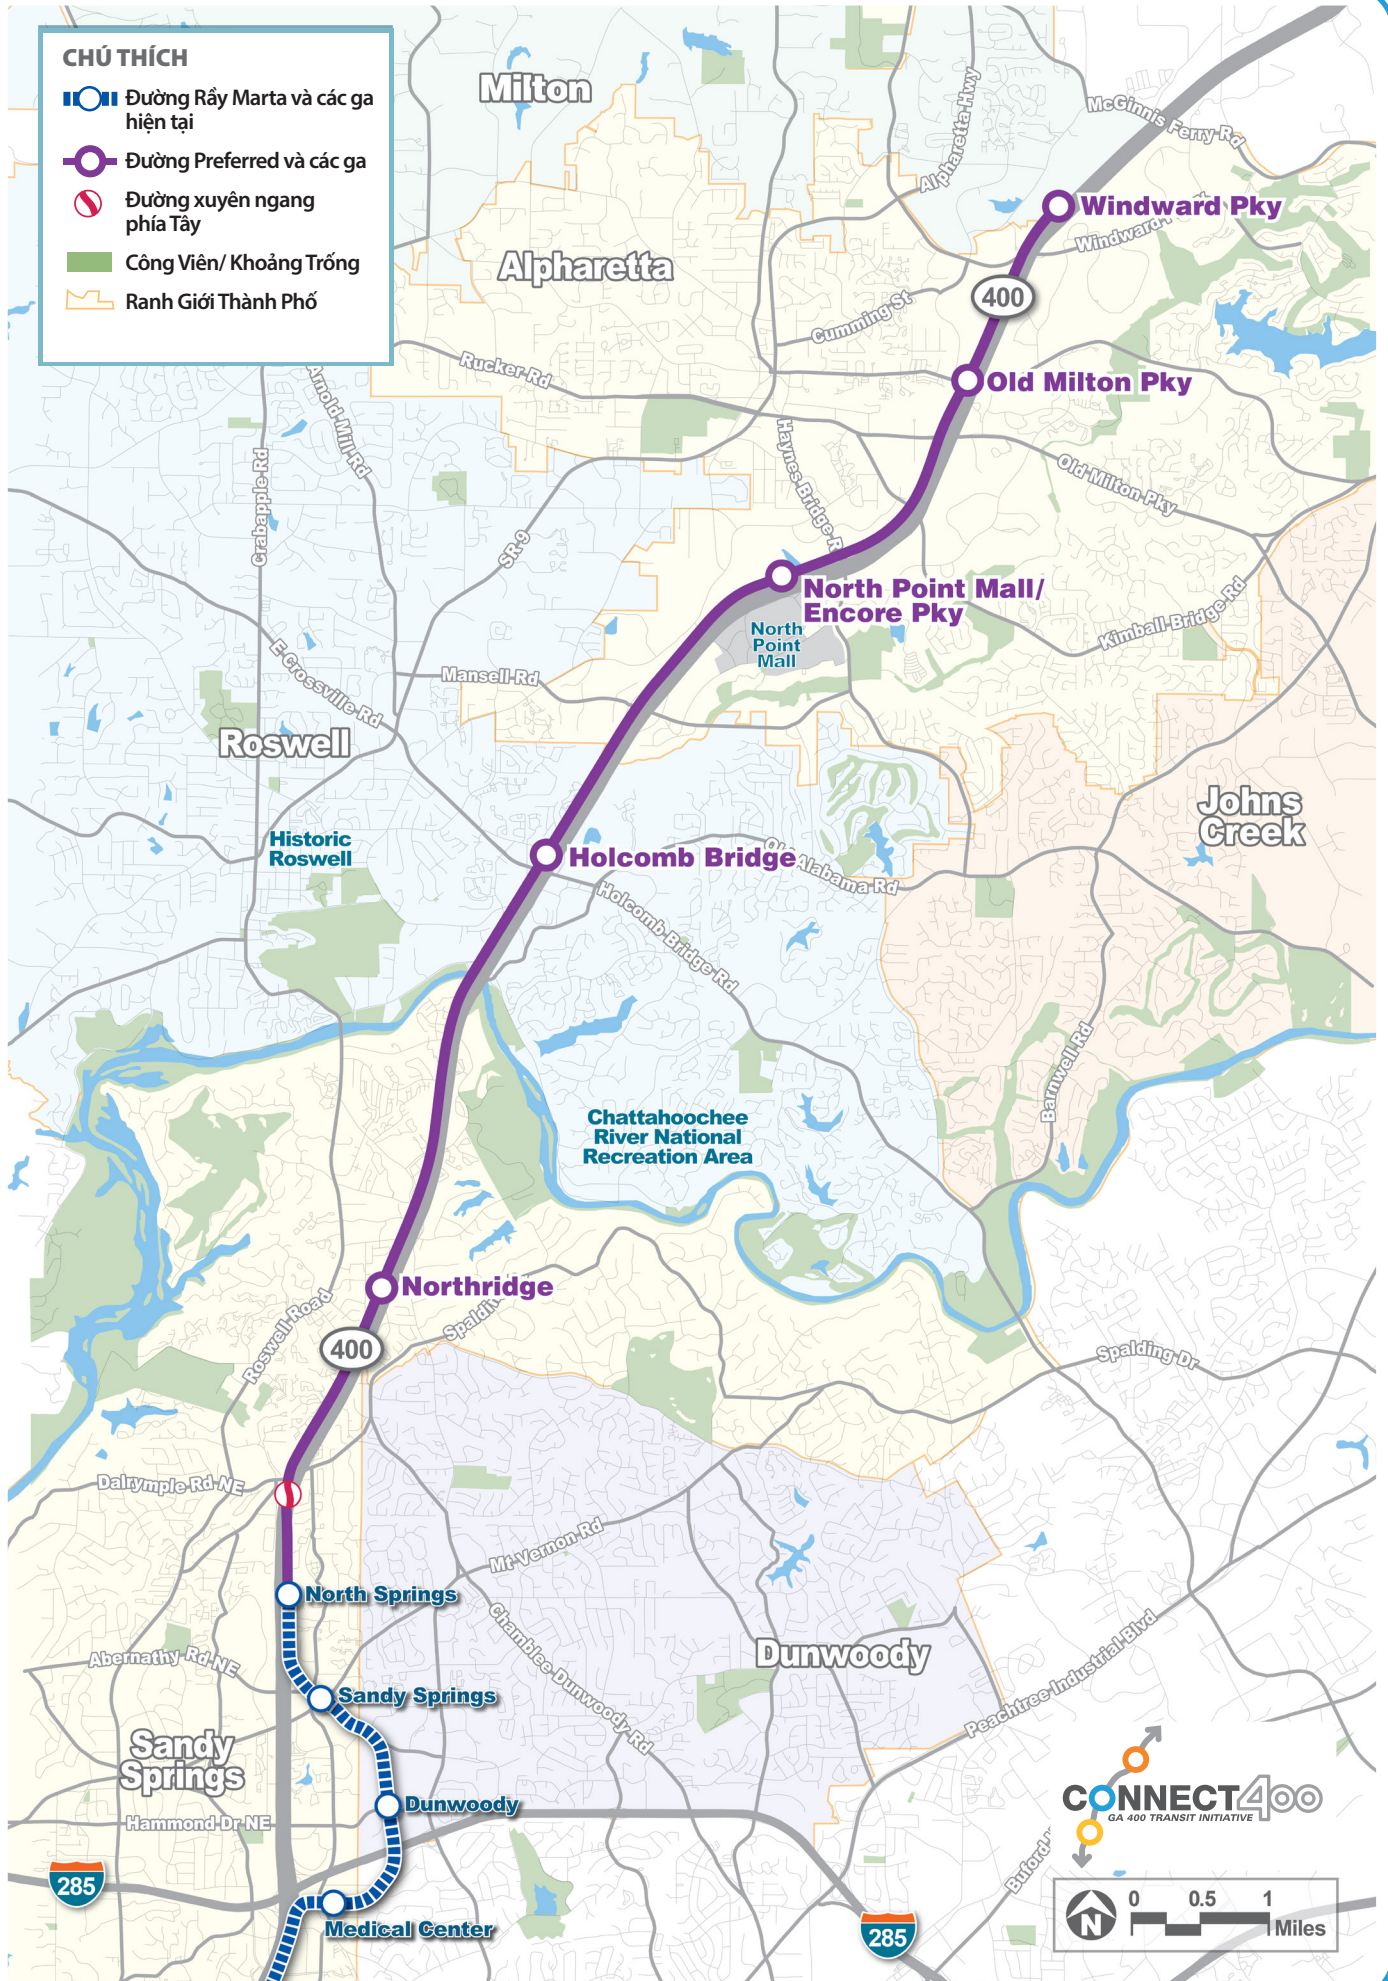 CHÚ THÍCH
Đường Rầy Marta và các ga
hiện tại
Đường Preferred và các ga
Đường xuyên ngang
phía Tây
Công Viên/ Khoảng Trống
Ranh Giới Thành Phố
Milton
McGinnis Ferry Rd
Alpharetta Hwy
Windward Pky
Windward
Alpharetta
400
Cumming St
Rucker Rd
Old Milton Pky
Arnold Mill Rd
Haynes Bridge
Crabapple Rd
Old Milton Pky
SR 9
North Point Mall/
Encore Pky
North
Point
Mall
Kimball Bridge Rd
E Crossville Rd
Mansell Rd
Roswell
Johns
Creek
Historic
Roswell
Holcomb Bridge
Alabama Rd
Holcomb Bridge Rd
Barnwell Rd
Chattahoochee
River National
Recreation Area
Northridge
Roswell Road
400
Spalding Dr
Dalrymple Rd NE
Mt Vernon Rd
North Springs
Chamblee Dunwoody Rd
Abernathy Rd NE
Dunwoody
Sandy Springs
Peachtree Industrial Blvd
Sandy
Springs
Dunwoody
Hammond Dr NE
CONNECT400
GA 400 TRANSIT INITIATIVE
Buford
285
Medical Center
285
N
0 0.5 1
Miles